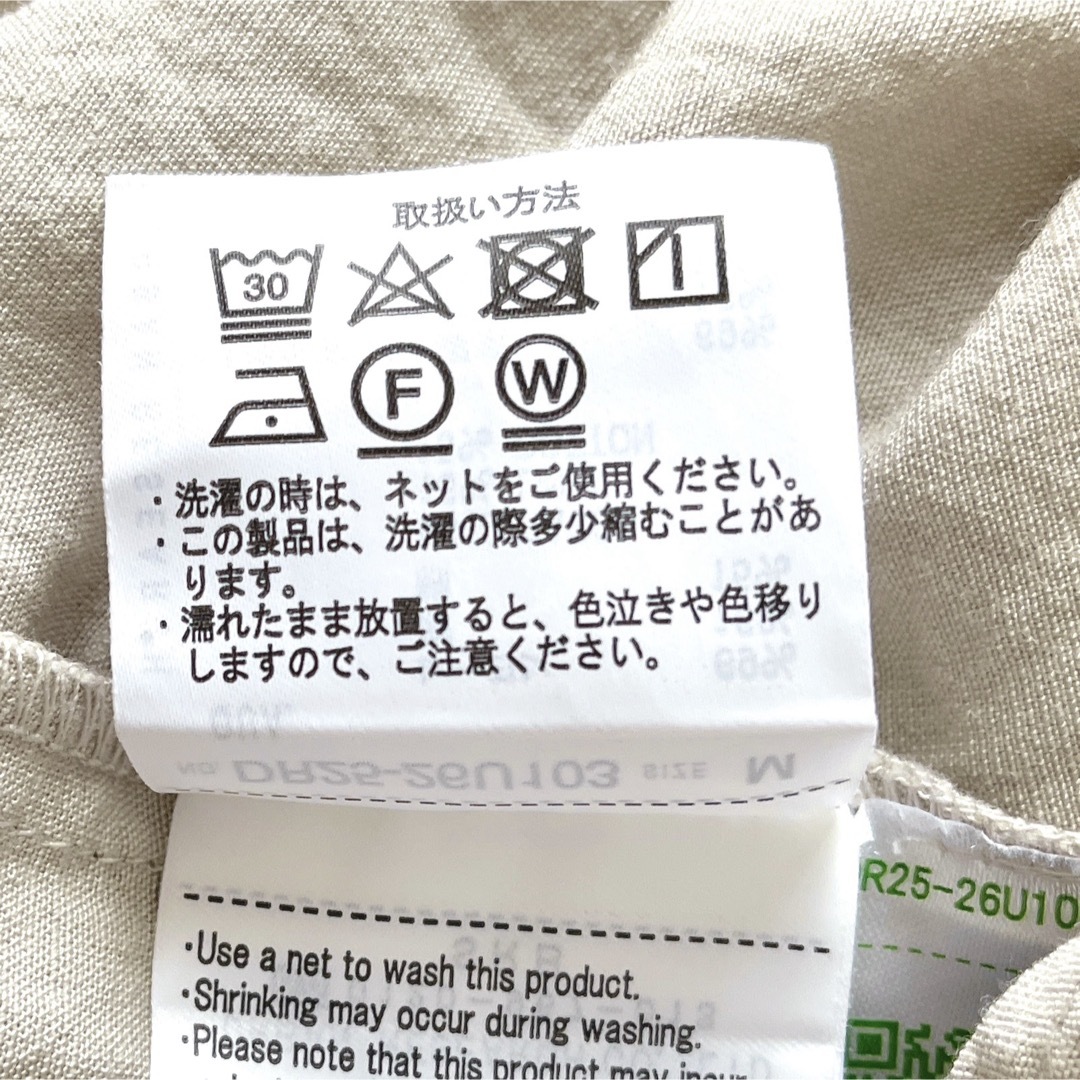 取扱い方法
30
F W
・洗濯の時は、ネットをご使用ください。
・この製品は、洗濯の際多少縮むことがあ
ります。
・濡れたまま放置すると、色泣きや色移り
しますので、ご注意ください。
NO. DR25-26U103 SIZE M
・Use a net to wash this product.
・Shrinking may occur during washing.
・Please note that this product may incur
R25-26U10